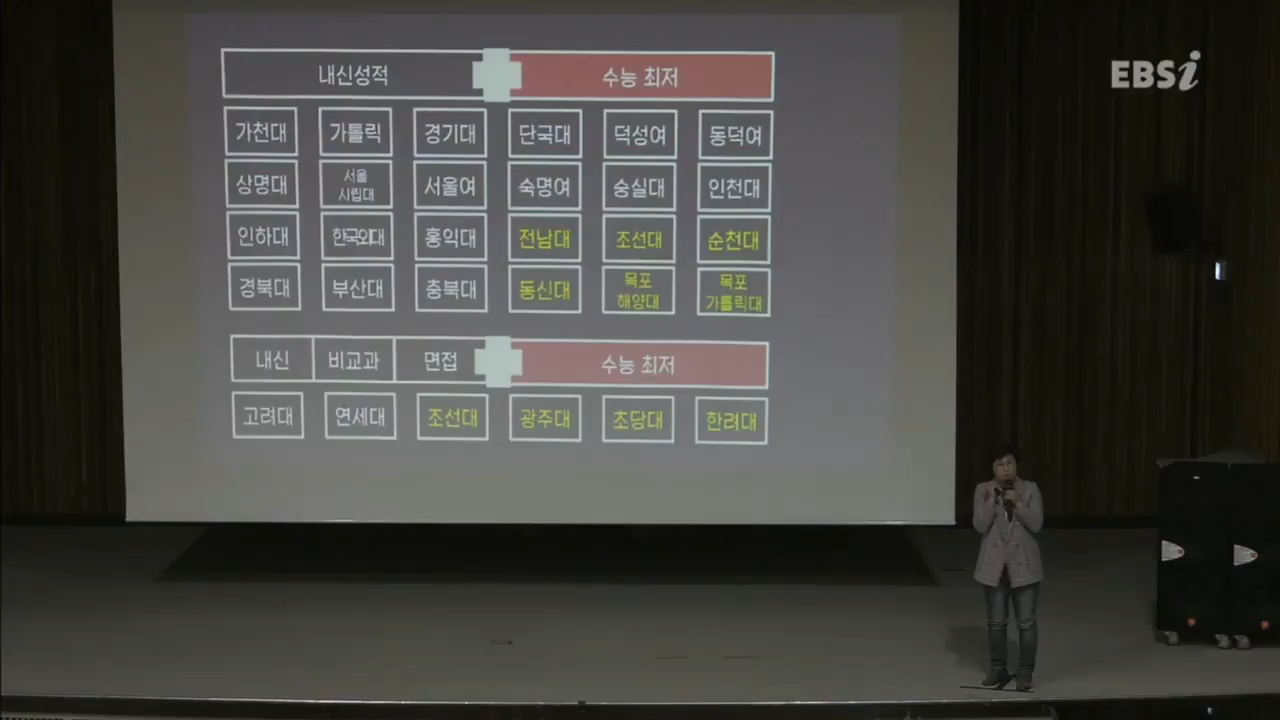 EBSi
내신성적 수능 최저
가천대 가톨릭 경기대 단국대 덕성여 동덕여
상명대 서울 시립대 서울여 숙명여 숭실대 인천대
인하대 한국외대 홍익대 전남대 조선대 순천대
경북대 부산대 충북대 동신대 목포 해양대 목포 가톨릭대
내신 비교과 면접 수능 최저
고려대 연세대 조선대 광주대 초당대 한려대